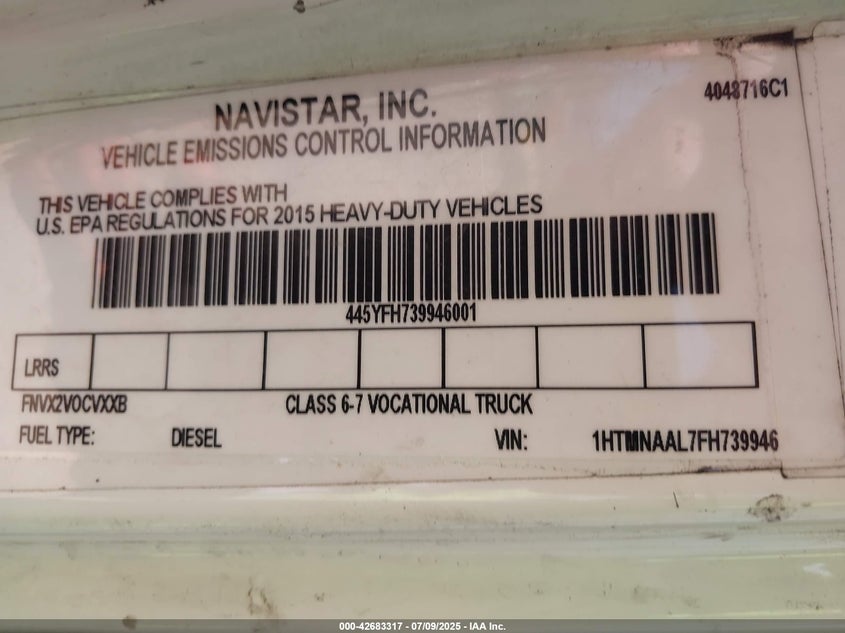 NAVISTAR, INC.
4048716C1
VEHICLE EMISSIONS CONTROL INFORMATION
THIS VEHICLE COMPLIES WITH
U.S. EPA REGULATIONS FOR 2015 HEAVY-DUTY VEHICLES
445YFH739946001
LRRS
FNVX2VOCVXXB CLASS 6-7 VOCATIONAL TRUCK
FUEL TYPE: DIESEL VIN: 1HTMNAAL7FH739946
000-42683317 - 07/09/2025 - IAA Inc.